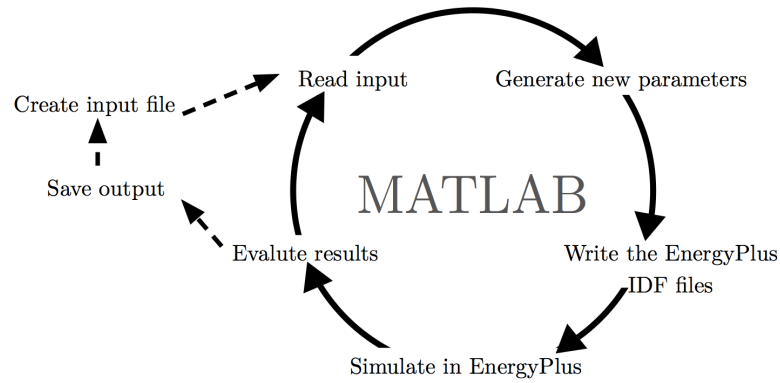 Read input
Generate new parameters
Create input file
Save output
MATLAB
Evalute results
Write the EnergyPlus
IDF files
Simulate in EnergyPlus